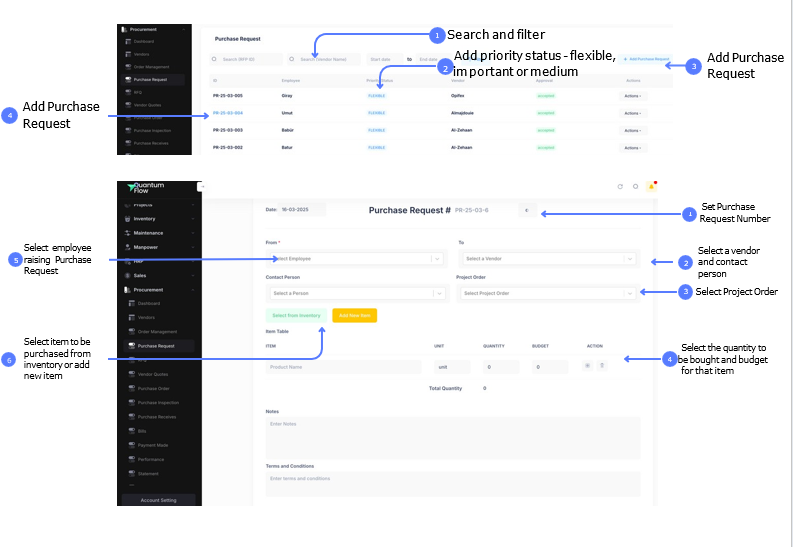 Procurement
Dashboard
Vendors
Order Management
Purchase Request
RFQ
Vendor Quotes
Purchase Order
Purchase Inspection
Purchase Receives
Purchase Request
Search (RFP ID)
Search (Vendor Name)
Start date
to
End date
+ Add Purchase Request
ID
Employee
Priority Status
Vendor
Approval
Actions
PR-25-03-005
Giray
FLEXIBLE
Opifex
accepted
Actions
PR-25-03-004
Umut
FLEXIBLE
Almajdouie
accepted
Actions
PR-25-03-003
Babür
FLEXIBLE
Al-Zehaan
accepted
Actions
PR-25-03-002
Batur
FLEXIBLE
Al-Zehaan
accepted
Actions
1
Search and filter
2
Add priority status - flexible,
important or medium
3
Add Purchase
Request
4
Add Purchase
Request
Quantum
Flow
Projects
Inventory
Maintenance
Manpower
Sales
Procurement
Dashboard
Vendors
Order Management
Purchase Request
RFQ
Vendor Quotes
Purchase Order
Purchase Inspection
Purchase Receives
Bills
Payment Made
Performance
Statement
Account Setting
Date:
16-03-2025
Purchase Request #
PR-25-03-6
From *
To
Select Employee
Select a Vendor
Contact Person
Project Order
Select a Person
Select Project Order
Select from Inventory
Add New Item
Item Table
ITEM
UNIT
QUANTITY
BUDGET
ACTION
Product Name
unit
0
0
Total Quantity
0
Notes
Enter Notes
Terms and Conditions
Enter terms and conditions
1
Set Purchase
Request Number
2
Select a vendor
and contact
person
3
Select Project Order
4
Select the quantity to
be bought and budget
for that item
5
Select employee
raising Purchase
Request
6
Select item to be
purchased from
inventory or add
new item